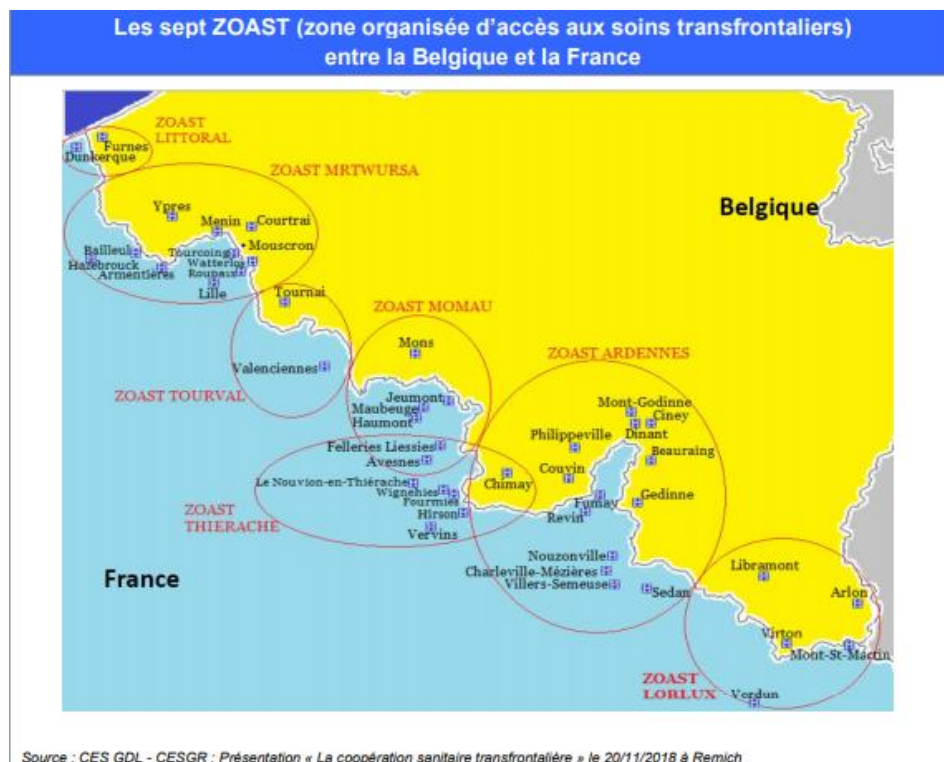 Les sept ZOAST (zone organisée d'accès aux soins transfrontaliers)
entre la Belgique et la France
ZOAST
LITTORAL
Furnes
Dunkerque
ZOAST MRTWURSA
Ypres
Menin
Courtrai
Belgique
Mouscron
Bailleul
Tourcoing
Hazebrouck
Watterlos
Armentières
Roubaix
Lille
Tournai
ZOAST MOMAU
Mons
ZOAST ARDENNES
Valenciennes
ZOAST TOURVAL
Jeumont
Maubeuge
Haumont
Mont-Godinne
Ciney
Dinant
Philippeville
Beauraing
Felleries Liessies
Avesnes
Chimay
Couvin
Le Nouvion-en-Thiérache
Wignehies
Fourmies
Fumay
Gedinne
ZOAST
THIERACHE
Hirson
Revin
Vervins
France
Nouzonville
Charleville-Mézières
Villers-Semeuse
Sedan
Libramont
Arlon
Virton
Mont-St-Martin
ZOAST
LORLUX
Verdun
Source : CES GDL - CESGR : Présentation « La coopération sanitaire transfrontalière » le 20/11/2018 à Remich